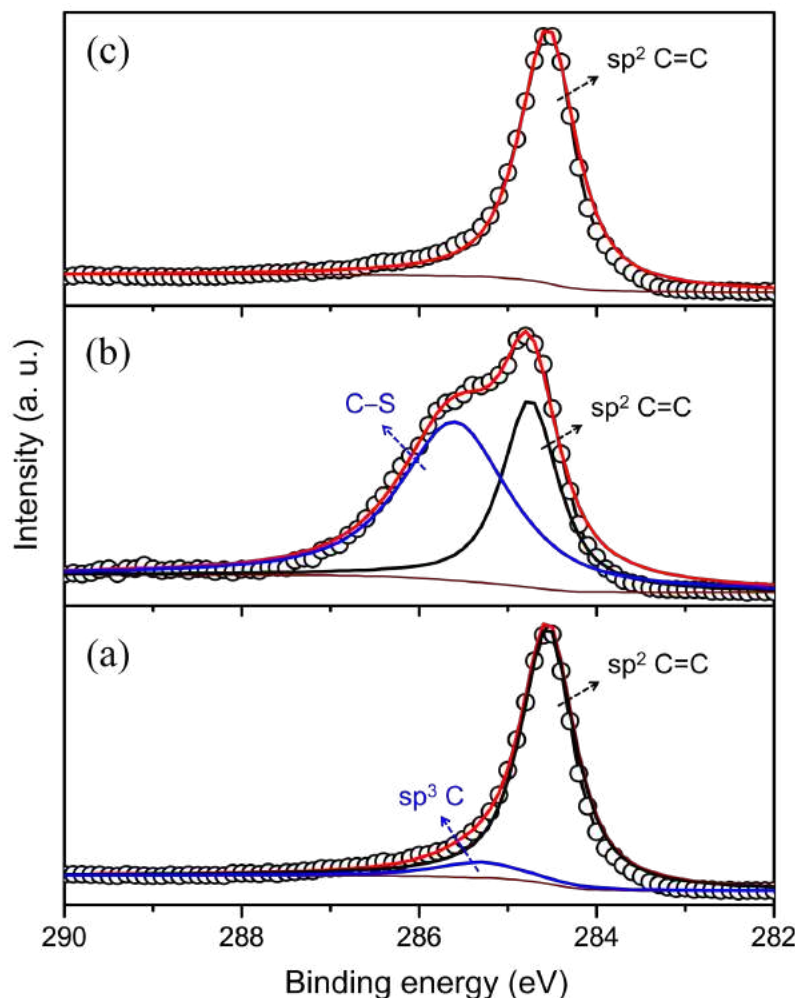 (c)
sp² C=C
(b)
C–S
sp² C=C
(a)
sp² C=C
sp³ C
Intensity (a. u.)
290 288 286 284 282
Binding energy (eV)